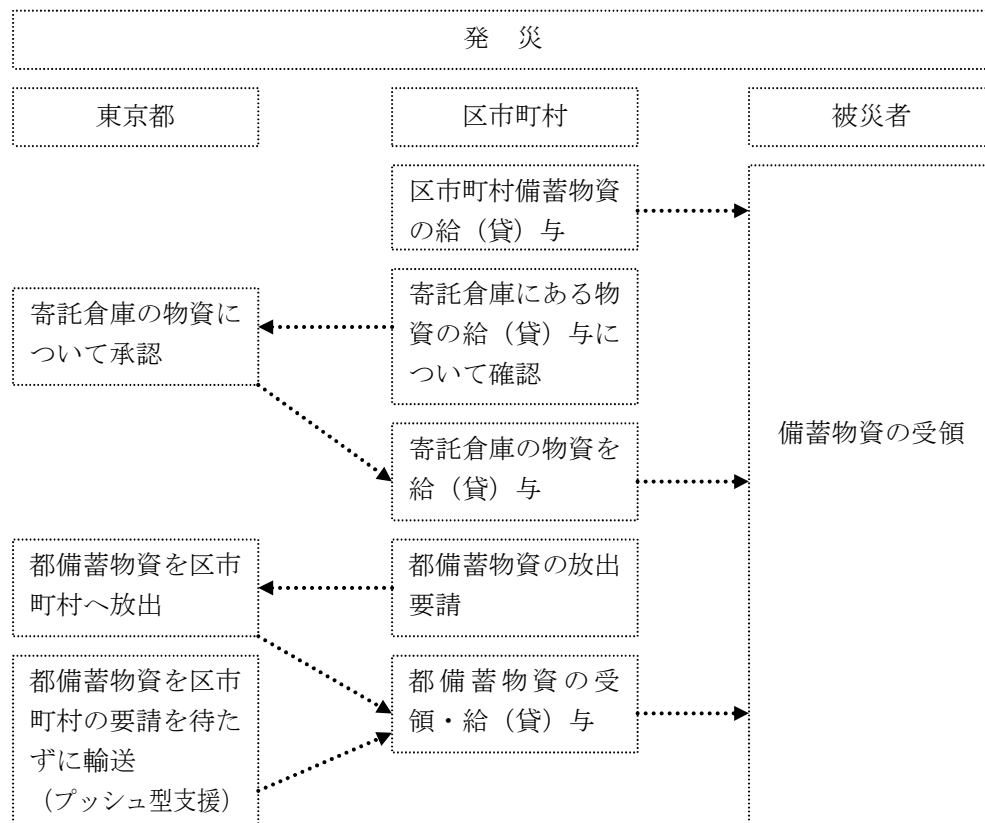 発　災
東京都
区市町村
被災者
区市町村備蓄物資
の給（貸）与
寄託倉庫の物資に
ついて承認
寄託倉庫にある物
資の給（貸）与に
ついて確認
寄託倉庫の物資を
給（貸）与
備蓄物資の受領
都備蓄物資を区市
町村へ放出
都備蓄物資の放出
要請
都備蓄物資を区市
町村の要請を待た
ずに輸送
（プッシュ型支援）
都備蓄物資の受
領・給（貸）与